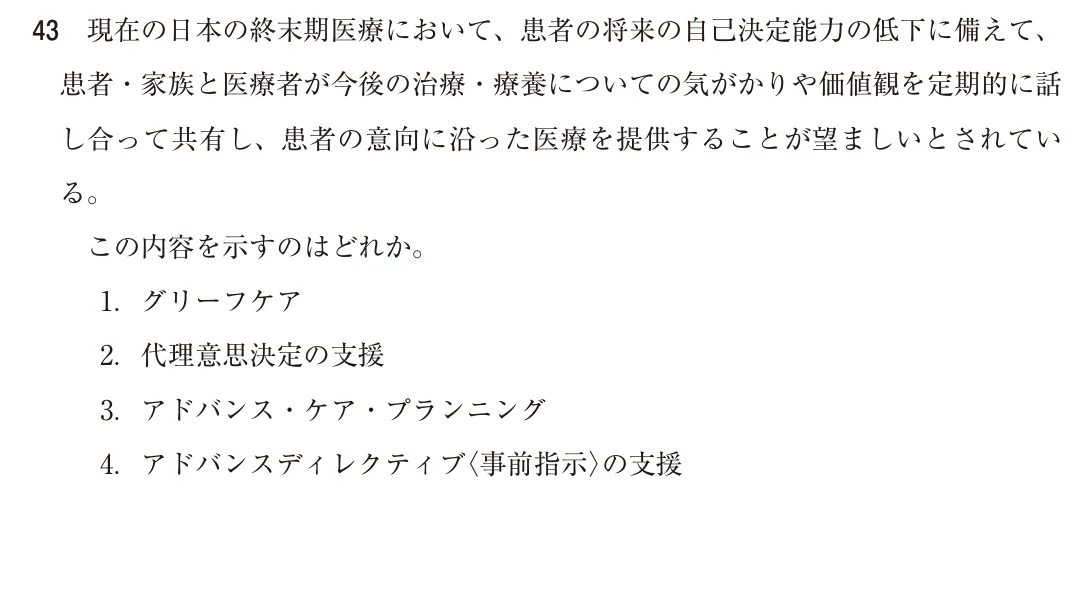 43　現在の日本の終末期医療において、患者の将来の自己決定能力の低下に備えて、
患者・家族と医療者が今後の治療・療養についての気がかりや価値観を定期的に話
し合って共有し、患者の意向に沿った医療を提供することが望ましいとされてい
る。
この内容を示すのはどれか。
1.　グリーフケア
2.　代理意思決定の支援
3.　アドバンス・ケア・プランニング
4.　アドバンスディレクティブ〈事前指示〉の支援